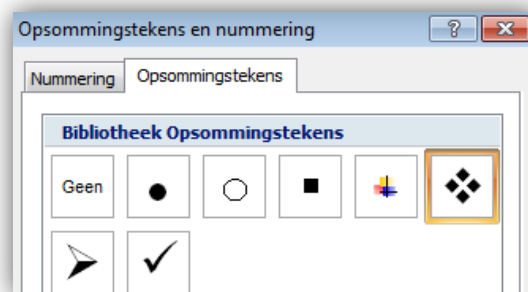 Opsommingstekens en nummering
Nummering Opsommingstekens
Bibliotheek Opsommingstekens
Geen